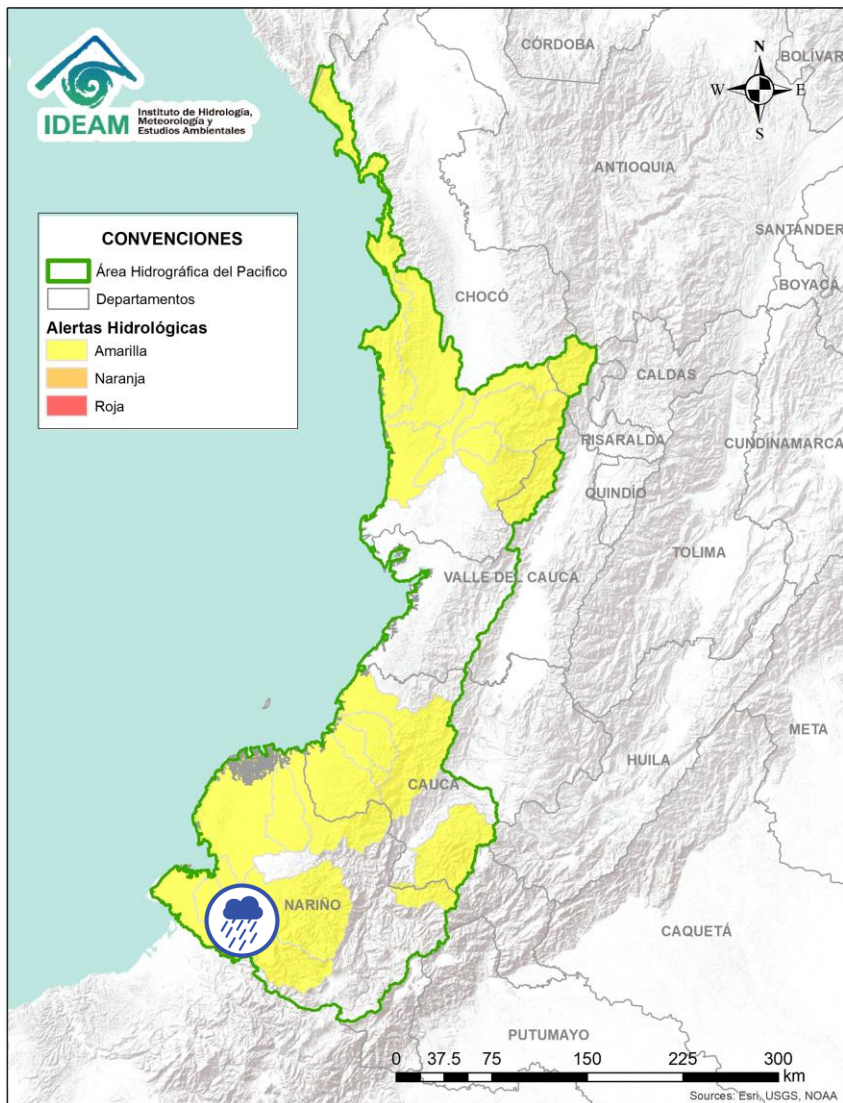 IDEAM
Instituto de Hidrología,
Meteorología y
Estudios Ambientales
CÓRDOBA
BOLÍVAR
N
W
E
S
ANTIOQUIA
SANTANDER
BOYACÁ
CONVENCIONES
Área Hidrográfica del Pacifico
Departamentos
Alertas Hidrológicas
Amarilla
Naranja
Roja
CHOCÓ
CALDAS
RISARALDA
CUNDINAMARCA
QUINDÍO
TOLIMA
VALLE DEL CAUCA
META
HUILA
CAUCA
NARIÑO
CAQUETÁ
PUTUMAYO
0 37.5 75 150 225 300
km
Sources: Esri, USGS, NOAA